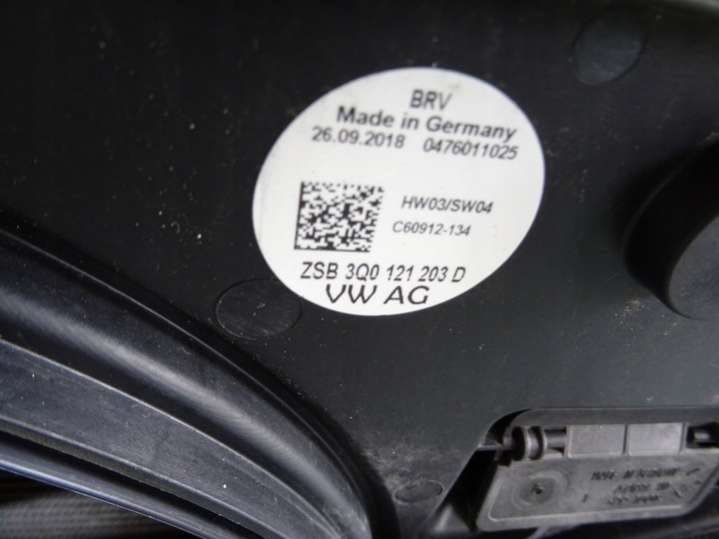 BRV
Made in Germany
26.09.2018 0476011025
HW03/SW04
C60912-134
ZSB 3Q0 121 203 D
VW AG